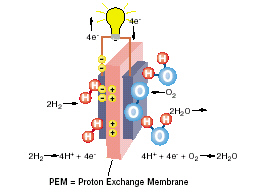 4e⁻ 4e⁻
H H O₂
H O H
2H₂ 2H₂O
H H H O H
2H₂ → 4H⁺ + 4e⁻ 4H⁺ + 4e⁻ + O₂ → 2H₂O
PEM = Proton Exchange Membrane